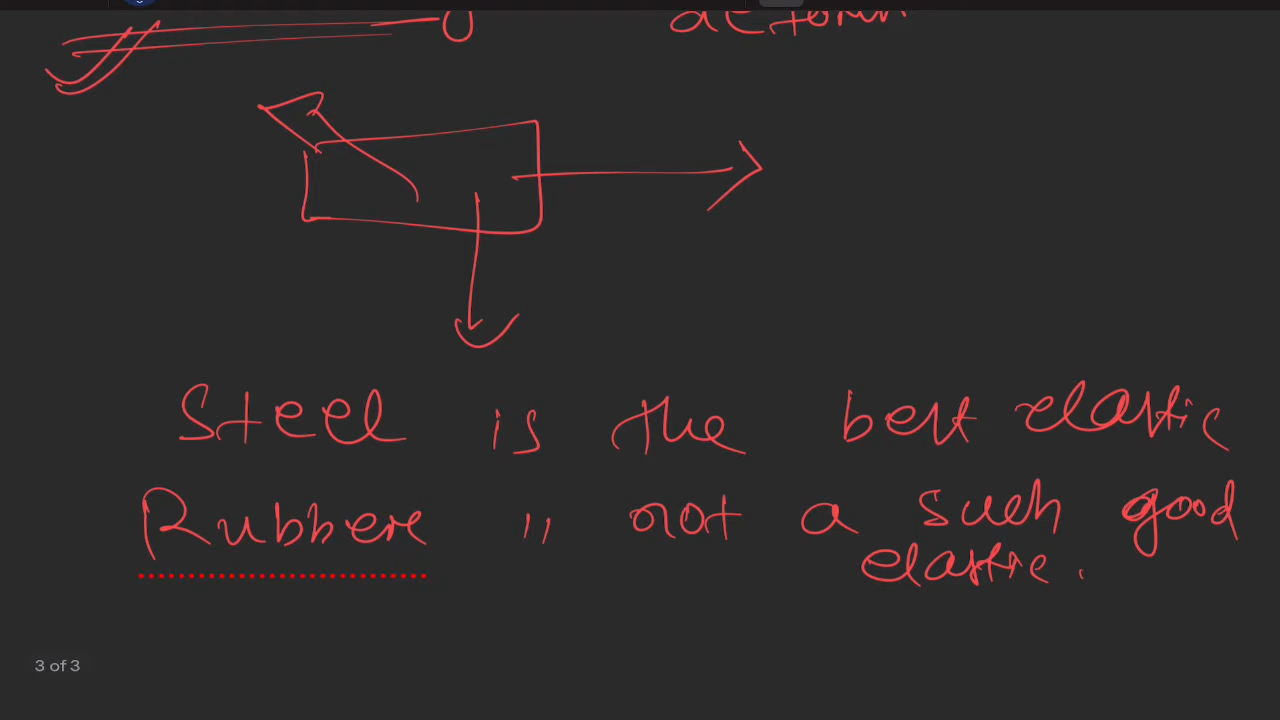 Steel is the best elastic
Rubbere " not a such good
elastic.
3 of 3